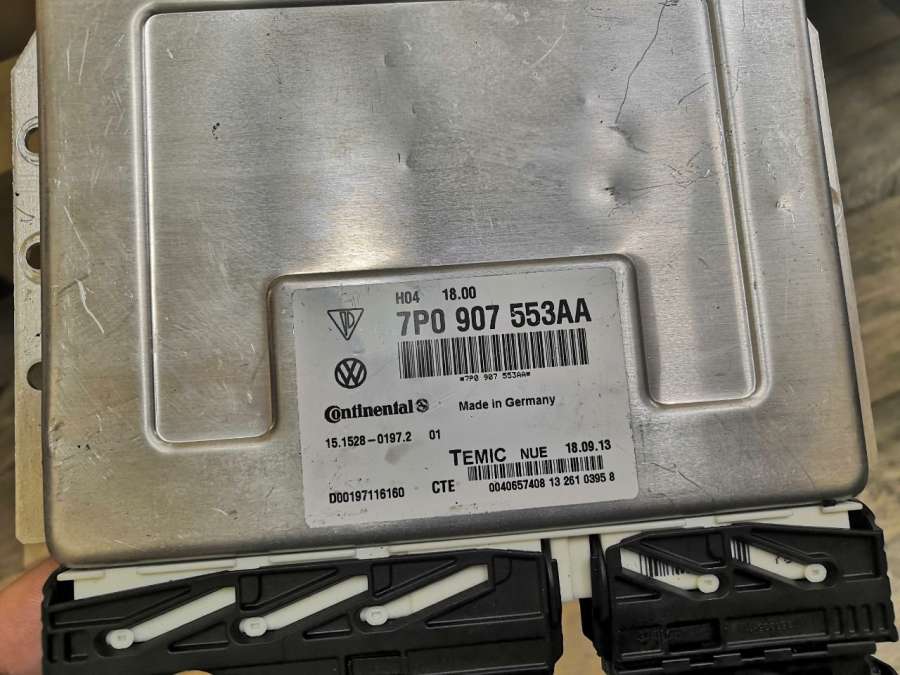 H04 18.00
7P0 907 553AA
*7P0 907 553AA*
Continental
Made in Germany
15.1528-0197.2 01
TEMIC NUE 18.09.13
D00197116160 CTE 0040657408 13 261 0395 8